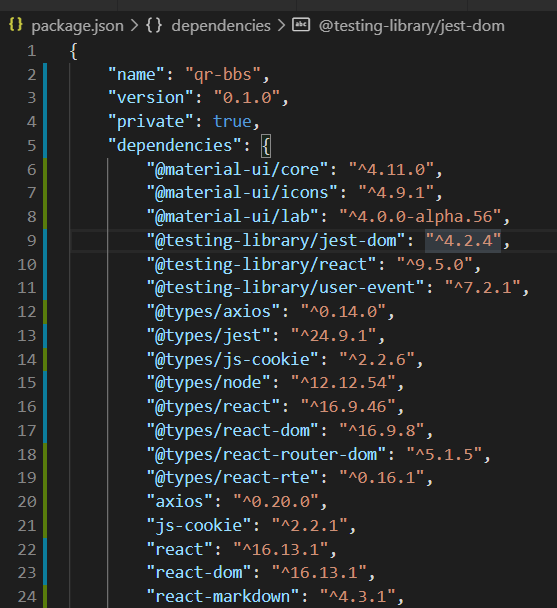 {} package.json > {} dependencies > abc @testing-library/jest-dom
1 {
2 "name": "qr-bbs",
3 "version": "0.1.0",
4 "private": true,
5 "dependencies": {
6 "@material-ui/core": "^4.11.0",
7 "@material-ui/icons": "^4.9.1",
8 "@material-ui/lab": "^4.0.0-alpha.56",
9 "@testing-library/jest-dom": "^4.2.4",
10 "@testing-library/react": "^9.5.0",
11 "@testing-library/user-event": "^7.2.1",
12 "@types/axios": "^0.14.0",
13 "@types/jest": "^24.9.1",
14 "@types/js-cookie": "^2.2.6",
15 "@types/node": "^12.12.54",
16 "@types/react": "^16.9.46",
17 "@types/react-dom": "^16.9.8",
18 "@types/react-router-dom": "^5.1.5",
19 "@types/react-rte": "^0.16.1",
20 "axios": "^0.20.0",
21 "js-cookie": "^2.2.1",
22 "react": "^16.13.1",
23 "react-dom": "^16.13.1",
24 "react-markdown": "^4.3.1",